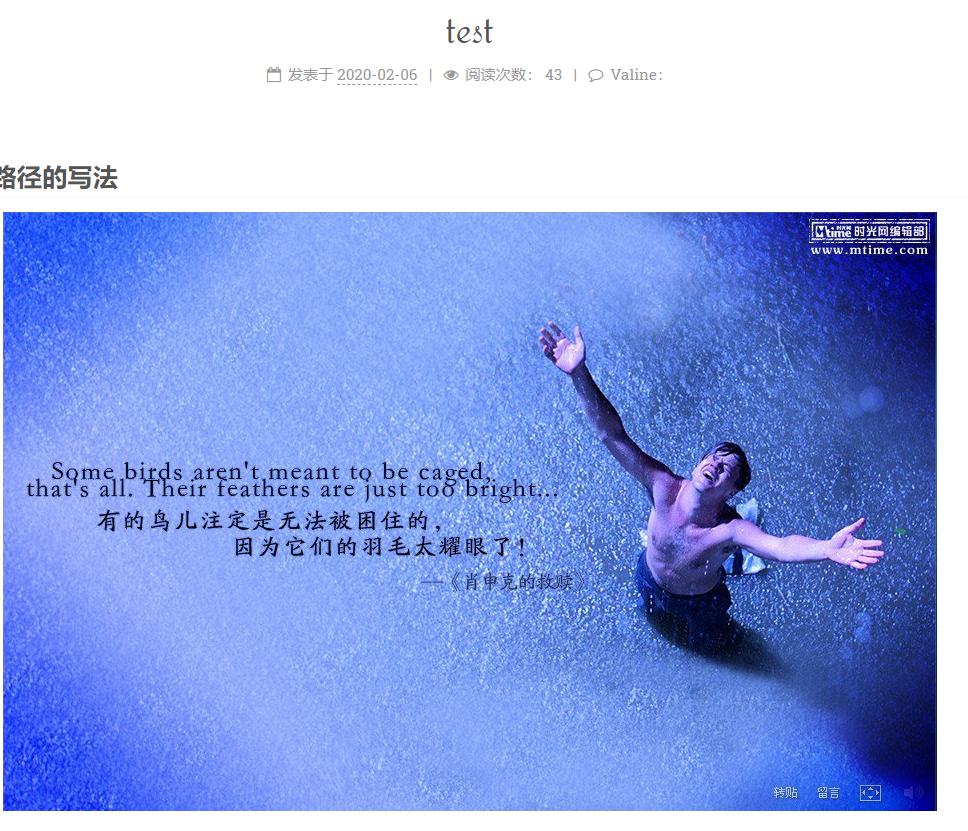 test
发表于 2020-02-06 | 阅读次数： 43 | Valine：
路径的写法
Mtime 时光网编辑部
www.mtime.com
Some birds aren't meant to be caged,
that's all. Their feathers are just too bright...
有的鸟儿注定是无法被困住的，
因为它们的羽毛太耀眼了！
——《肖申克的救赎》
转贴 留言